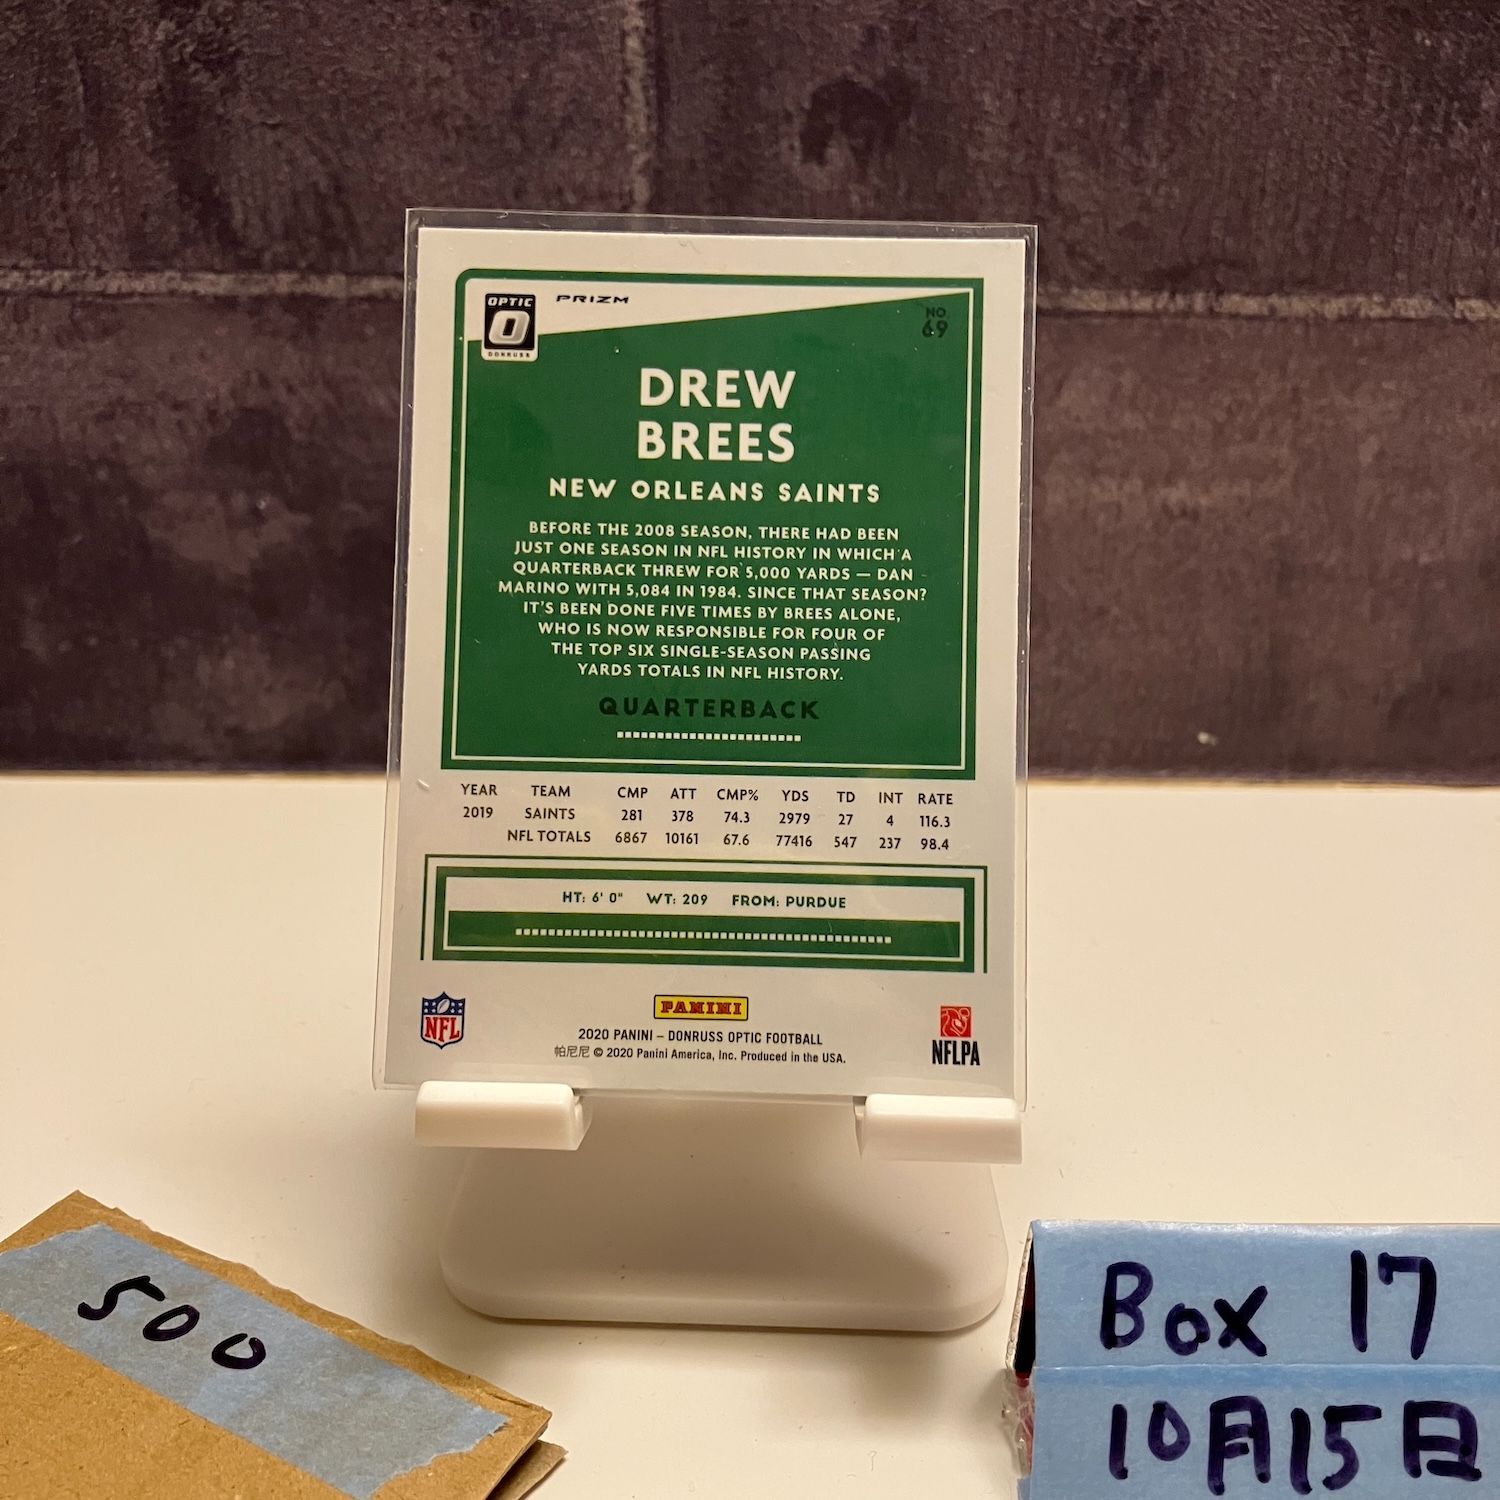 OPTIC
O
DONRUSS
PRIZM
NO.
69
DREW
BREES
NEW ORLEANS SAINTS
BEFORE THE 2008 SEASON, THERE HAD BEEN
JUST ONE SEASON IN NFL HISTORY IN WHICH A
QUARTERBACK THREW FOR 5,000 YARDS — DAN
MARINO WITH 5,084 IN 1984. SINCE THAT SEASON?
IT'S BEEN DONE FIVE TIMES BY BREES ALONE,
WHO IS NOW RESPONSIBLE FOR FOUR OF
THE TOP SIX SINGLE-SEASON PASSING
YARDS TOTALS IN NFL HISTORY.
QUARTERBACK
YEAR TEAM CMP ATT CMP% YDS TD INT RATE
2019 SAINTS 281 378 74.3 2979 27 4 116.3
NFL TOTALS 6867 10161 67.6 77416 547 237 98.4
HT: 6' 0" WT: 209 FROM: PURDUE
NFL
PANINI
NFLPA
2020 PANINI – DONRUSS OPTIC FOOTBALL
帕尼尼 © 2020 Panini America, Inc. Produced in the USA.
500
Box 17
10月15日